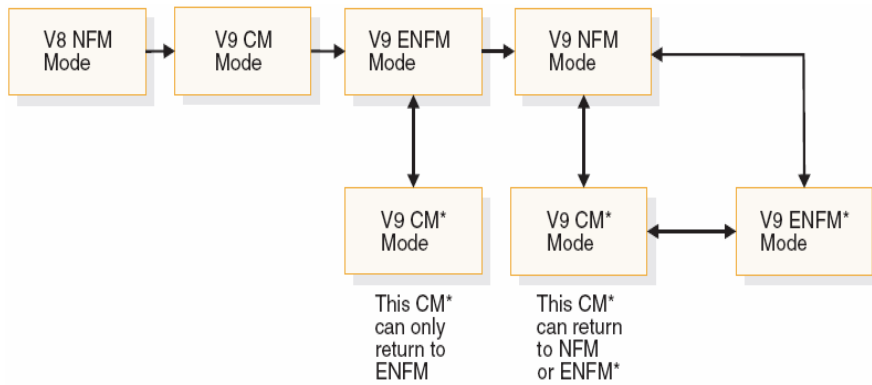 V8 NFM
Mode
V9 CM
Mode
V9 ENFM
Mode
V9 NFM
Mode
V9 CM*
Mode
V9 CM*
Mode
V9 ENFM*
Mode
This CM*
can only
return to
ENFM
This CM*
can return
to NFM
or ENFM*